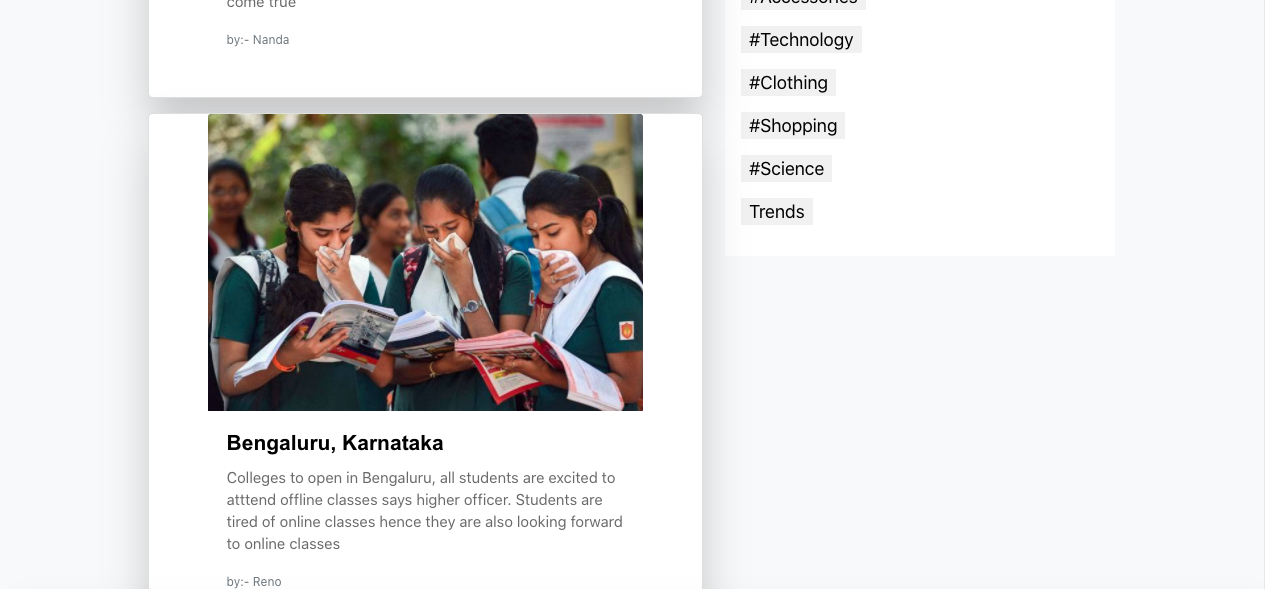 come true
by:- Nanda
Bengaluru, Karnataka
Colleges to open in Bengaluru, all students are excited to
atttend offline classes says higher officer. Students are
tired of online classes hence they are also looking forward
to online classes
by:- Reno
#Accessories
#Technology
#Clothing
#Shopping
#Science
Trends